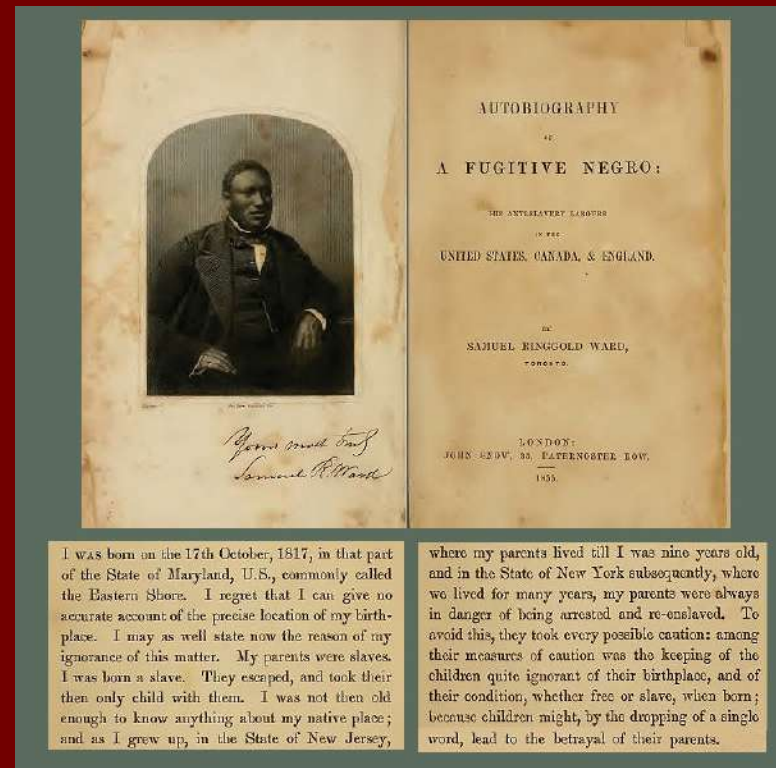 AUTOBIOGRAPHY
OF
A FUGITIVE NEGRO:
HIS ANTI-SLAVERY LABOURS
IN THE
UNITED STATES, CANADA, & ENGLAND.
BY
SAMUEL RINGGOLD WARD,
TORONTO.
LONDON:
JOHN SNOW, 35, PATERNOSTER ROW.
1855.
Yours most truly
Samuel R. Ward
I was born on the 17th October, 1817, in that part
of the State of Maryland, U.S., commonly called
the Eastern Shore. I regret that I can give no
accurate account of the precise location of my birth-
place. I may as well state now the reason of my
ignorance of this matter. My parents were slaves.
I was born a slave. They escaped, and took their
then only child with them. I was not then old
enough to know anything about my native place;
and as I grew up, in the State of New Jersey,
where my parents lived till I was nine years old,
and in the State of New York subsequently, where
we lived for many years, my parents were always
in danger of being arrested and re-enslaved. To
avoid this, they took every possible caution: among
their measures of caution was the keeping of the
children quite ignorant of their birthplace, and of
their condition, whether free or slave, when born;
because children might, by the dropping of a single
word, lead to the betrayal of their parents.